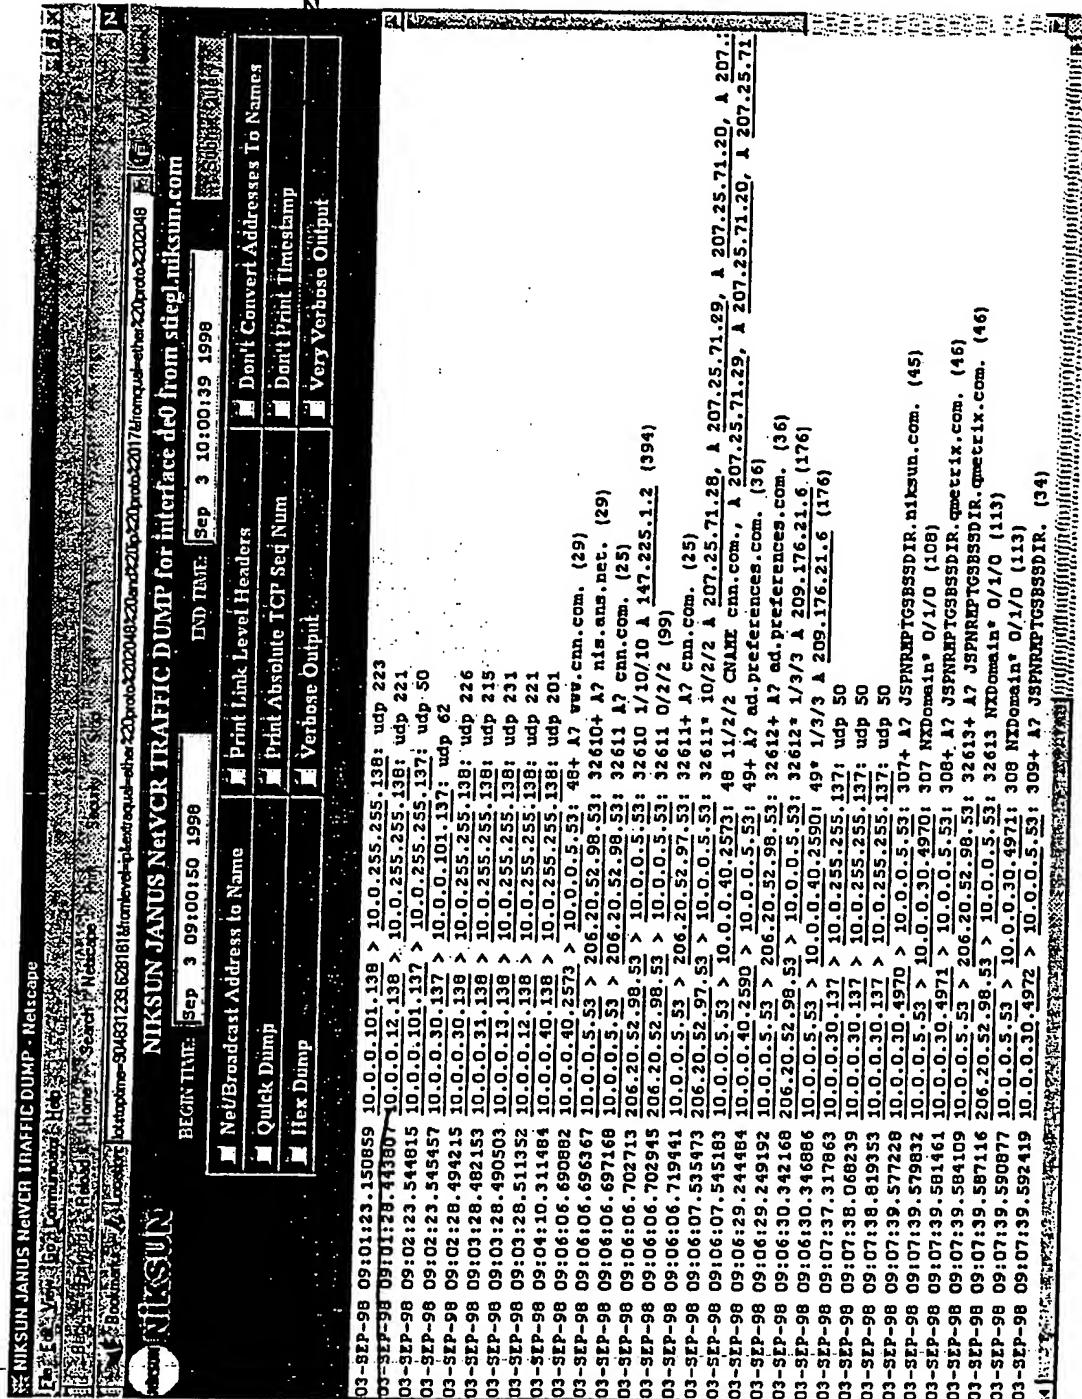 NIKSUN JANUS NetVCR TRAFFIC DUMP - Netscape
File Edit View Go Communicator Help
Back Reload Home Search Netscape Print Security Stop
Bookmarks Location:
NIKSUN
NIKSUN JANUS NetVCR TRAFFIC DUMP for interface de0 from stiegl.niksun.com
BEGIN TIME: Sep 3 09:00:50 1998 END TIME: Sep 3 10:00:39 1998 Submit Query
Net/Broadcast Address to Name Print Link Level Headers Don't Convert Addresses To Names
Quick Dump Print Absolute TCP Seq Num Don't Print Timestamp
Hex Dump Verbose Output Very Verbose Output
03-SEP-98 09:01:23.150859 10.0.0.101.138 > 10.0.255.255.138: udp 223
03-SEP-98 09:01:28.443807 10.0.0.12.138 > 10.0.255.255.138: udp 221
03-SEP-98 09:02:23.544815 10.0.0.101.137 > 10.0.255.255.137: udp 50
03-SEP-98 09:02:23.545457 10.0.0.30.137 > 10.0.0.101.137: udp 62
03-SEP-98 09:02:28.494215 10.0.0.30.138 > 10.0.255.255.138: udp 226
03-SEP-98 09:03:28.482153 10.0.0.31.138 > 10.0.255.255.138: udp 215
03-SEP-98 09:03:28.490503 10.0.0.13.138 > 10.0.255.255.138: udp 231
03-SEP-98 09:03:28.511352 10.0.0.12.138 > 10.0.255.255.138: udp 221
03-SEP-98 09:04:10.311484 10.0.0.40.138 > 10.0.255.255.138: udp 201
03-SEP-98 09:06:06.690882 10.0.0.40.2573 > 10.0.0.5.53: 48+ A? www.cnn.com. (29)
03-SEP-98 09:06:06.696367 10.0.0.5.53 > 206.20.52.98.53: 32610+ A? nis.ans.net. (29)
03-SEP-98 09:06:06.697168 10.0.0.5.53 > 206.20.52.98.53: 32611 A? cnn.com. (25)
03-SEP-98 09:06:06.702713 206.20.52.98.53 > 10.0.0.5.53: 32610 1/10/10 A 147.225.1.2 (394)
03-SEP-98 09:06:06.702945 206.20.52.98.53 > 10.0.0.5.53: 32611 0/2/2 (99)
03-SEP-98 09:06:06.719441 10.0.0.5.53 > 206.20.52.97.53: 32611+ A? cnn.com. (25)
03-SEP-98 09:06:07.535473 206.20.52.97.53 > 10.0.0.5.53: 32611* 10/2/2 A 207.25.71.28, A 207.25.71.29, A 207.25.71.20, A 207.
03-SEP-98 09:06:07.545183 10.0.0.5.53 > 10.0.0.40.2573: 48 11/2/2 CNAME cnn.com., A 207.25.71.29, A 207.25.71.20, A 207.25.71
03-SEP-98 09:06:29.244484 10.0.0.40.2590 > 10.0.0.5.53: 49+ A? ad.preferences.com. (36)
03-SEP-98 09:06:29.249192 10.0.0.5.53 > 206.20.52.98.53: 32612+ A? ad.preferences.com. (36)
03-SEP-98 09:06:30.342168 206.20.52.98.53 > 10.0.0.5.53: 32612* 1/3/3 A 209.176.21.6 (176)
03-SEP-98 09:06:30.346886 10.0.0.5.53 > 10.0.0.40.2590: 49* 1/3/3 A 209.176.21.6 (176)
03-SEP-98 09:07:37.317863 10.0.0.30.137 > 10.0.255.255.137: udp 50
03-SEP-98 09:07:38.068239 10.0.0.30.137 > 10.0.255.255.137: udp 50
03-SEP-98 09:07:38.819353 10.0.0.30.137 > 10.0.255.255.137: udp 50
03-SEP-98 09:07:39.577228 10.0.0.30.4970 > 10.0.0.5.53: 307+ A? JSPNRMPTGSBSSDIR.niksun.com. (45)
03-SEP-98 09:07:39.579832 10.0.0.5.53 > 10.0.0.30.4970: 307 NXDomain* 0/1/0 (108)
03-SEP-98 09:07:39.581461 10.0.0.30.4971 > 10.0.0.5.53: 308+ A? JSPNRMPTGSBSSDIR.qmetrix.com. (46)
03-SEP-98 09:07:39.584109 10.0.0.5.53 > 206.20.52.98.53: 32613+ A? JSPNRMPTGSBSSDIR.qmetrix.com. (46)
03-SEP-98 09:07:39.587116 206.20.52.98.53 > 10.0.0.5.53: 32613 NXDomain* 0/1/0 (113)
03-SEP-98 09:07:39.590877 10.0.0.5.53 > 10.0.0.30.4971: 308 NXDomain* 0/1/0 (113)
03-SEP-98 09:07:39.592419 10.0.0.30.4972 > 10.0.0.5.53: 309+ A? JSPNRMPTGSBSSDIR. (34)